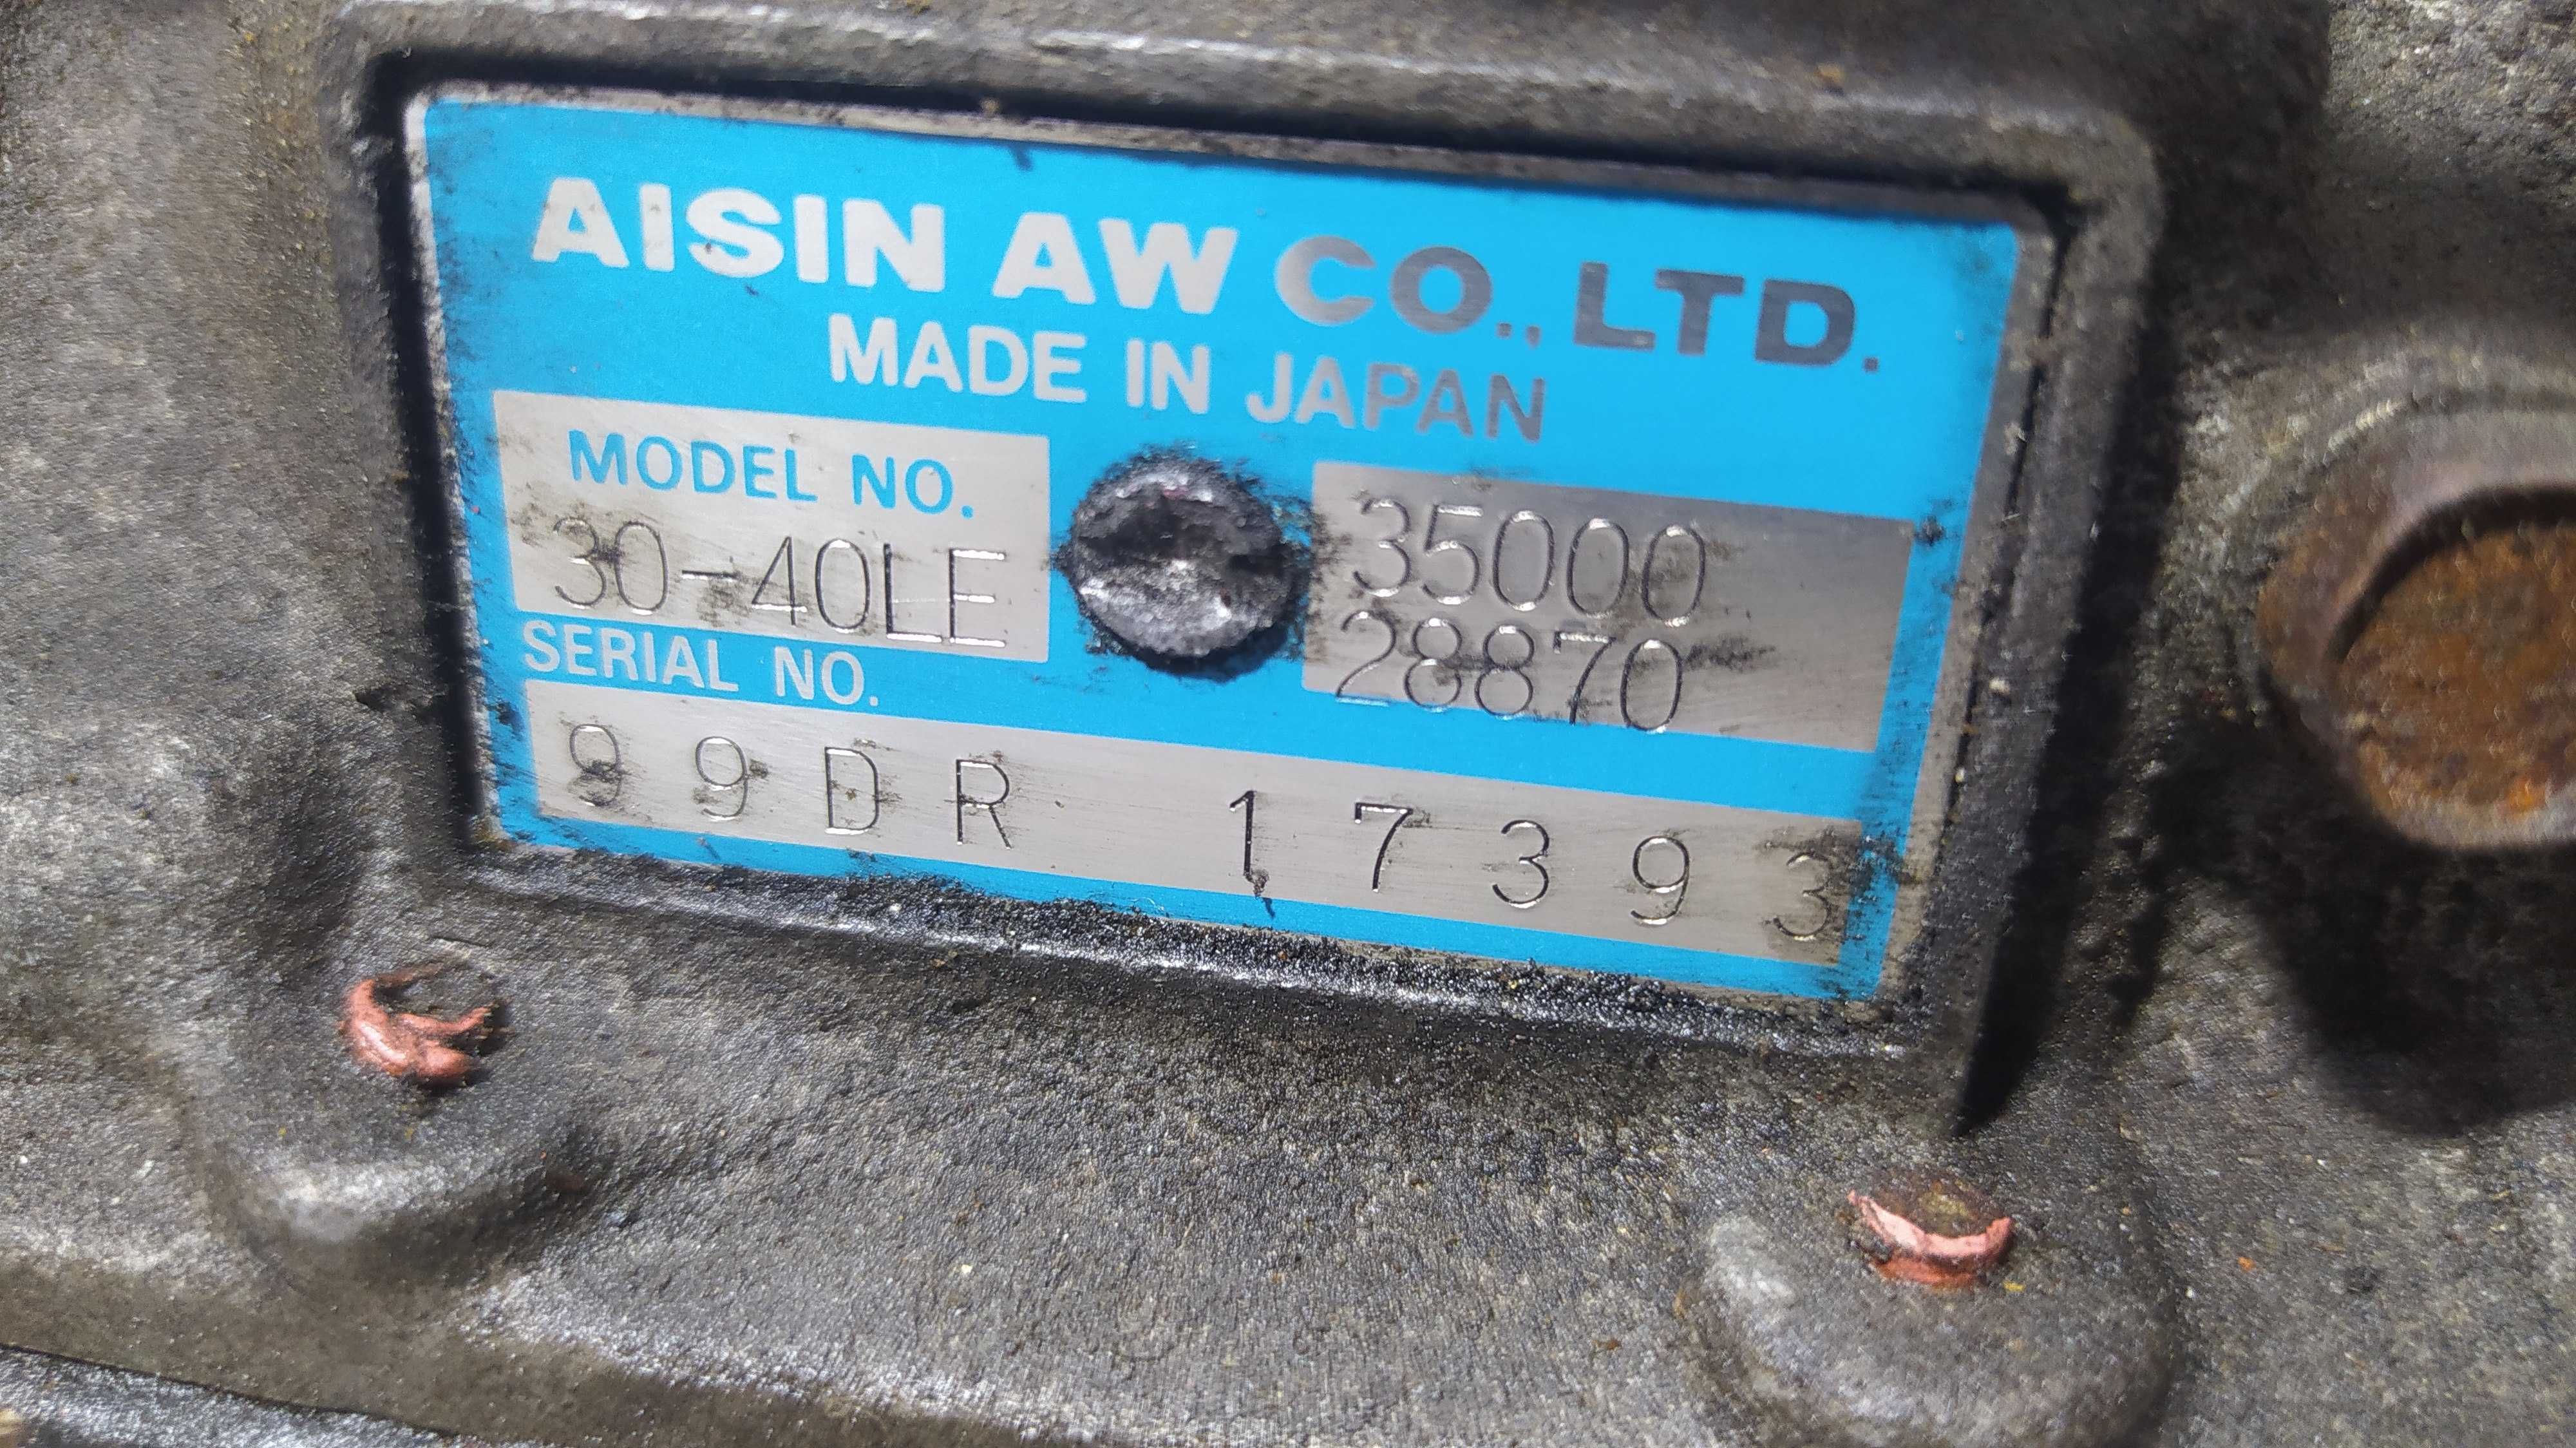 AISIN AW CO., LTD.
MADE IN JAPAN
MODEL NO.
30-40LE
35000
28870
SERIAL NO.
99DR 17393